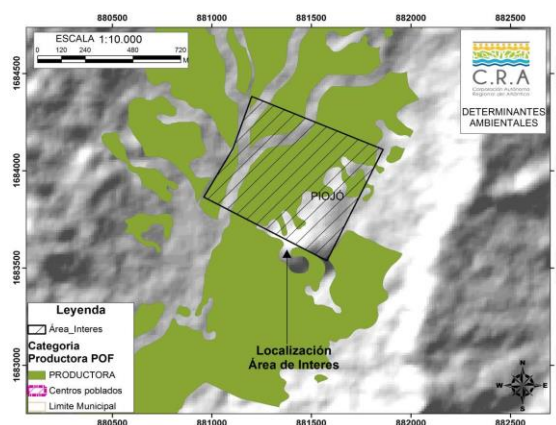 880500 881000 881500 882000 882500
ESCALA 1:10.000
0 120 240 480 720
M
C.R.A
Corporación Autónoma
Regional del Atlántico
DETERMINANTES
AMBIENTALES
1684500
1684000
1683500
1683000
PIOJO
Localización
Área de Interes
Leyenda
Área_Interes
Categoria
Productora POF
PRODUCTORA
Centros poblados
Limite Municipal
N
W E
S
880500 881000 881500 882000 882500